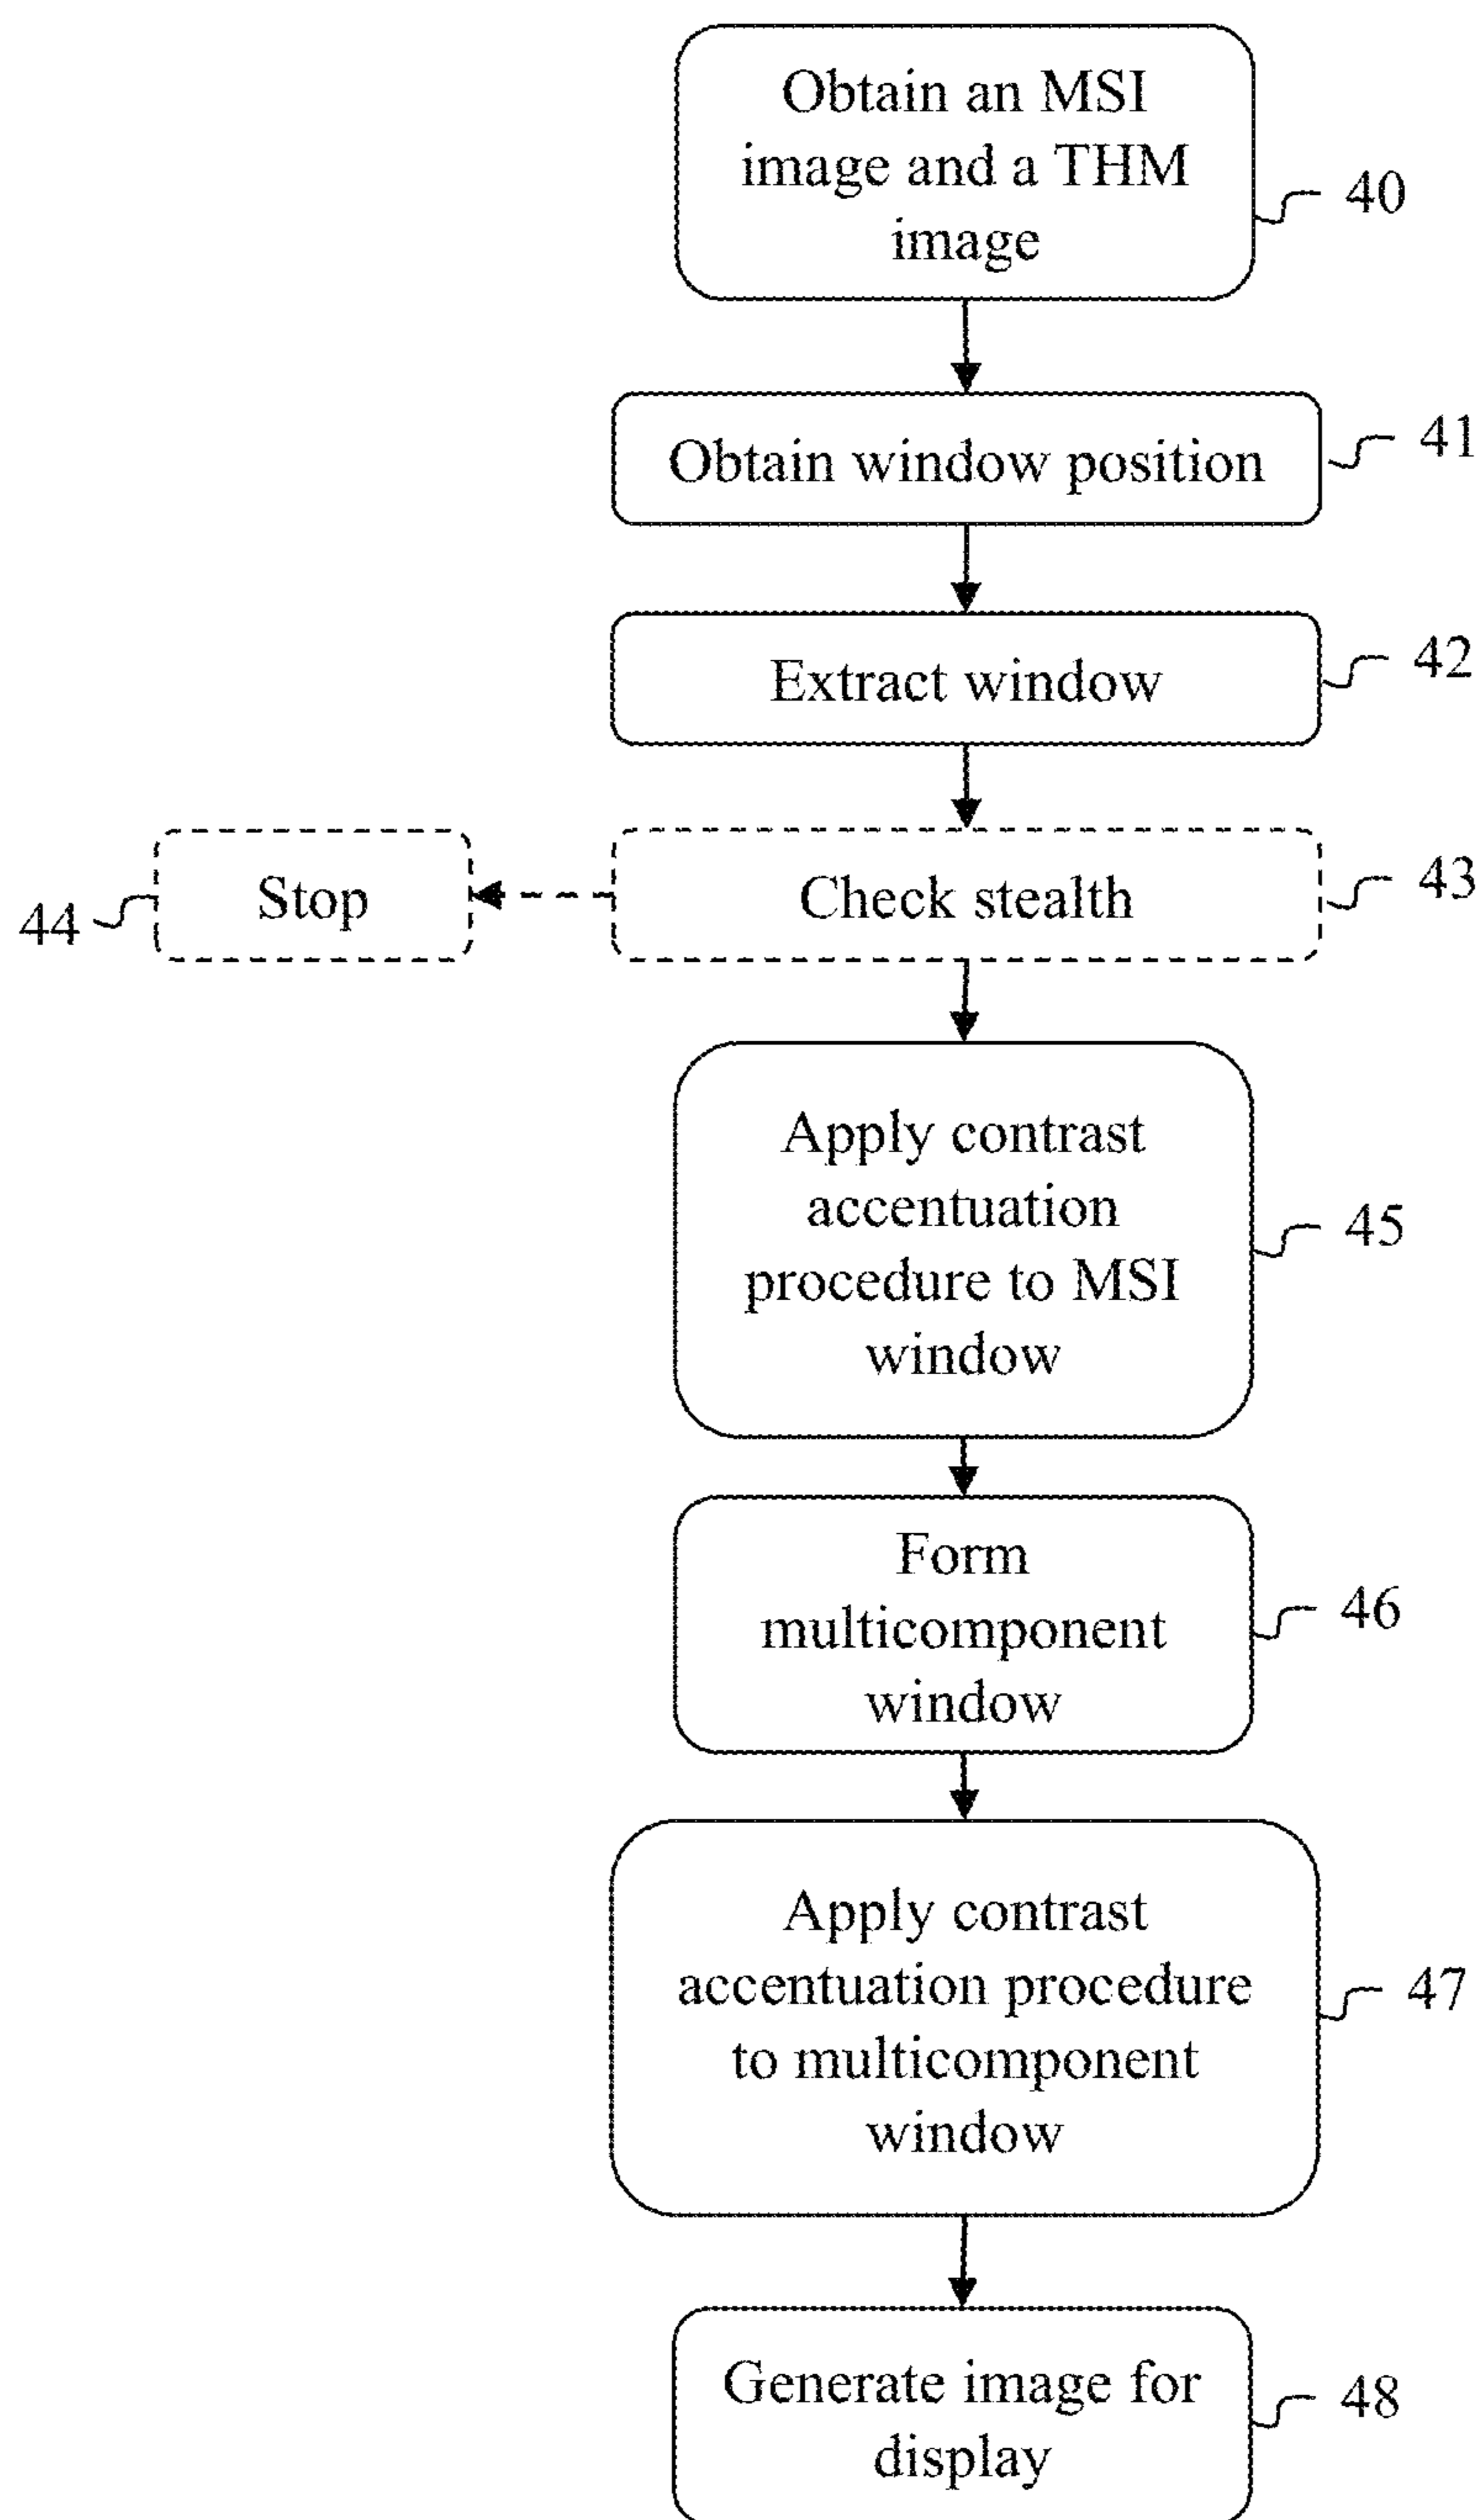 Obtain an MSI
image and a THM
image
40
Obtain window position
41
Extract window
42
Check stealth
43
Stop
44
Apply contrast
accentuation
procedure to MSI
window
45
Form
multicomponent
window
46
Apply contrast
accentuation procedure
to multicomponent
window
47
Generate image for
display
48